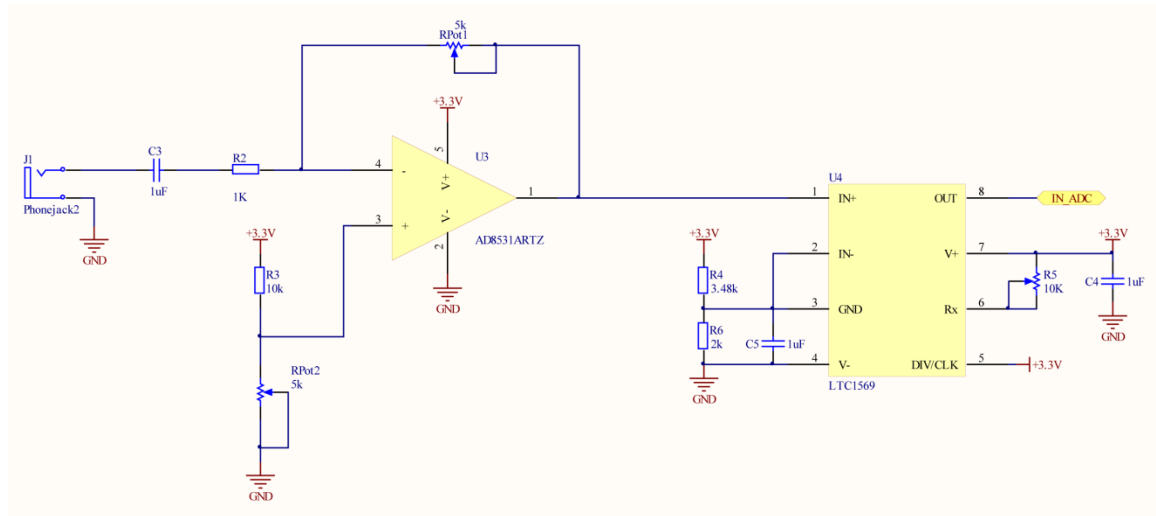 5k
RPot1
+3.3V
U3
5
V+
4
-
1
3
+
V-
2
AD8531ARTZ
GND
J1
Phonejack2
GND
C3
1uF
R2
1K
+3.3V
R3
10k
RPot2
5k
GND
U4
1
IN+
OUT
8
IN_ADC
2
IN-
V+
7
3
GND
Rx
6
4
V-
DIV/CLK
5
LTC1569
+3.3V
R4
3.48k
R6
2k
C5
1uF
GND
+3.3V
R5
10K
C4
1uF
GND
+3.3V